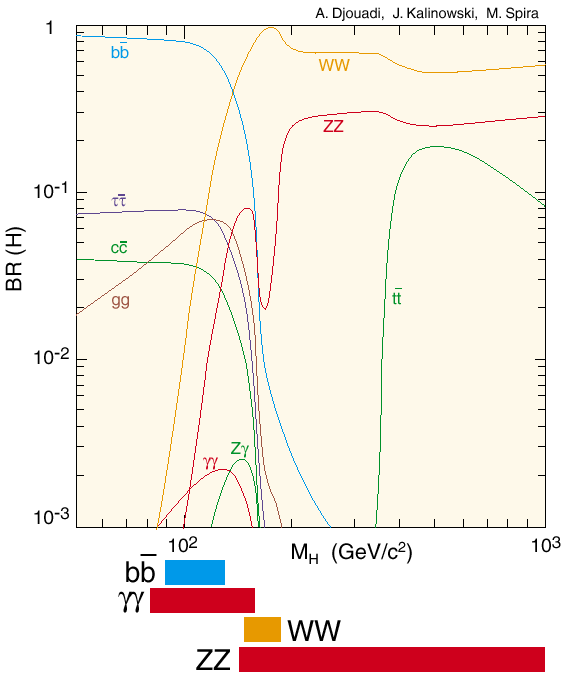 A. Djouadi, J. Kalinowski, M. Spira
1
bb̄
WW
ZZ
10⁻¹
ττ̄
cc̄
BR (H)
gg
tt̄
10⁻²
Zγ
γγ
10⁻³
10²
M_H (GeV/c²)
10³
bb̄
γγ
WW
ZZ